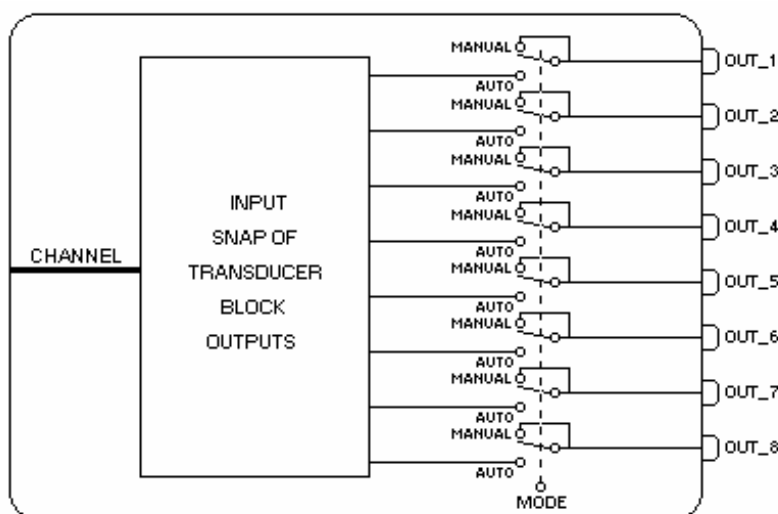 MANUAL
OUT_1
AUTO
MANUAL
OUT_2
AUTO
MANUAL
OUT_3
AUTO
MANUAL
OUT_4
AUTO
MANUAL
OUT_5
AUTO
MANUAL
OUT_6
AUTO
MANUAL
OUT_7
AUTO
MANUAL
OUT_8
AUTO
CHANNEL
INPUT
SNAP OF
TRANSDUCER
BLOCK
OUTPUTS
MODE